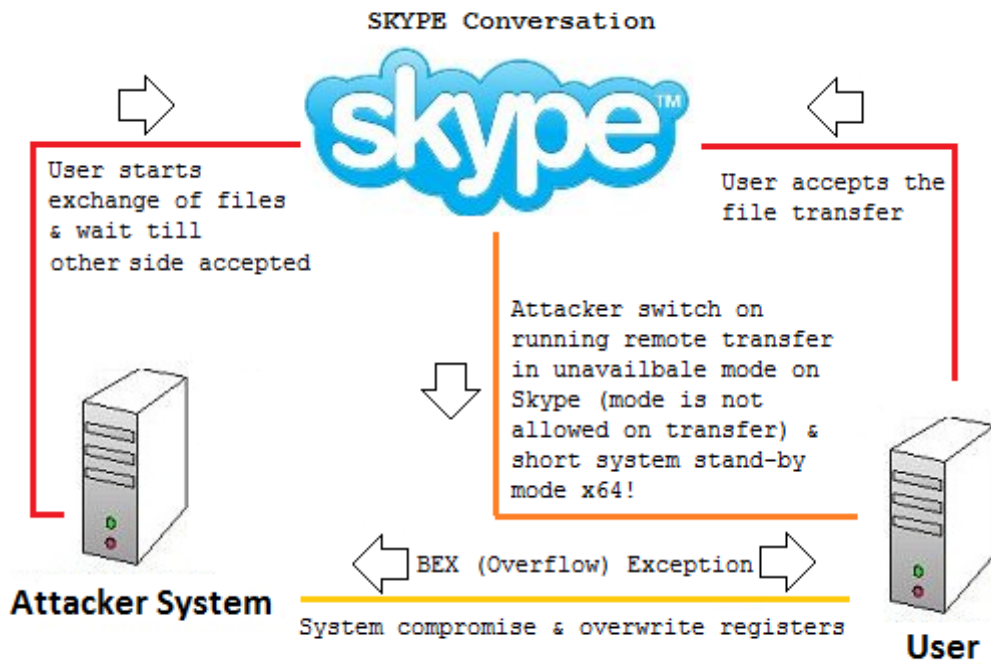 SKYPE Conversation
skype™
User starts
exchange of files
& wait till
other side accepted
User accepts the
file transfer
Attacker switch on
running remote transfer
in unavailbale mode on
Skype (mode is not
allowed on transfer) &
short system stand-by
mode x64!
BEX (Overflow) Exception
Attacker System
System compromise & overwrite registers
User